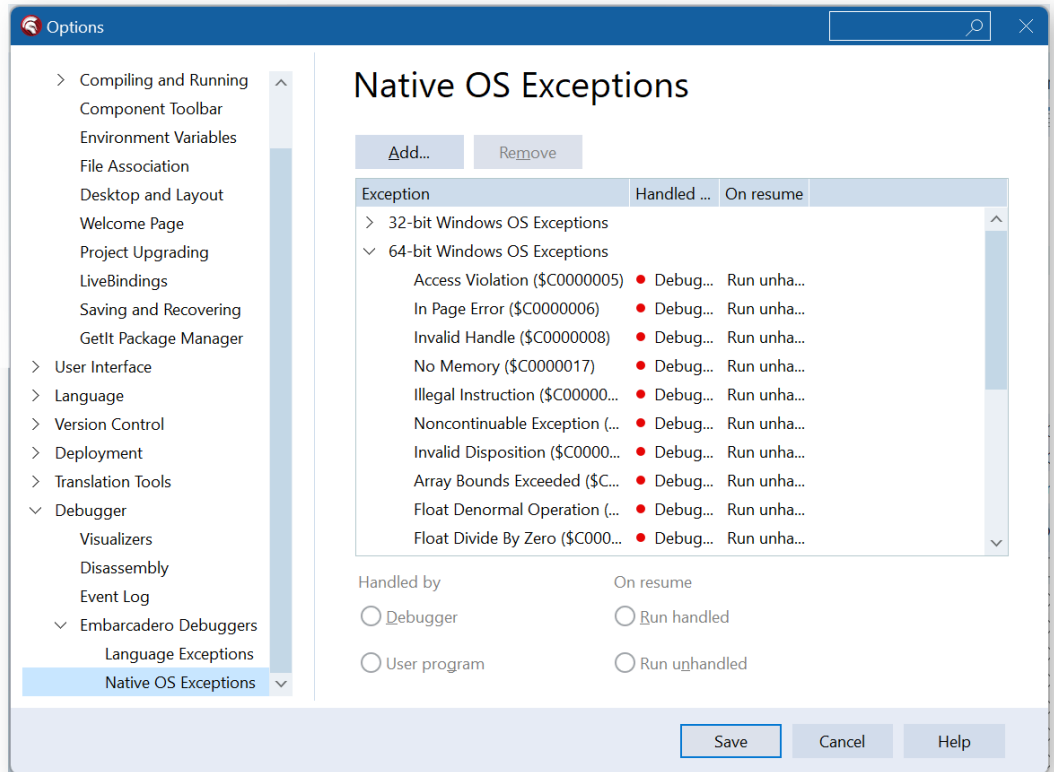 Options
Compiling and Running
Component Toolbar
Environment Variables
File Association
Desktop and Layout
Welcome Page
Project Upgrading
LiveBindings
Saving and Recovering
GetIt Package Manager
User Interface
Language
Version Control
Deployment
Translation Tools
Debugger
Visualizers
Disassembly
Event Log
Embarcadero Debuggers
Language Exceptions
Native OS Exceptions
Native OS Exceptions
Add... Remove
Exception Handled ... On resume
32-bit Windows OS Exceptions
64-bit Windows OS Exceptions
Access Violation ($C0000005) Debug... Run unha...
In Page Error ($C0000006) Debug... Run unha...
Invalid Handle ($C0000008) Debug... Run unha...
No Memory ($C0000017) Debug... Run unha...
Illegal Instruction ($C00000... Debug... Run unha...
Noncontinuable Exception (... Debug... Run unha...
Invalid Disposition ($C0000... Debug... Run unha...
Array Bounds Exceeded ($C... Debug... Run unha...
Float Denormal Operation (... Debug... Run unha...
Float Divide By Zero ($C000... Debug... Run unha...
Handled by On resume
Debugger Run handled
User program Run unhandled
Save Cancel Help